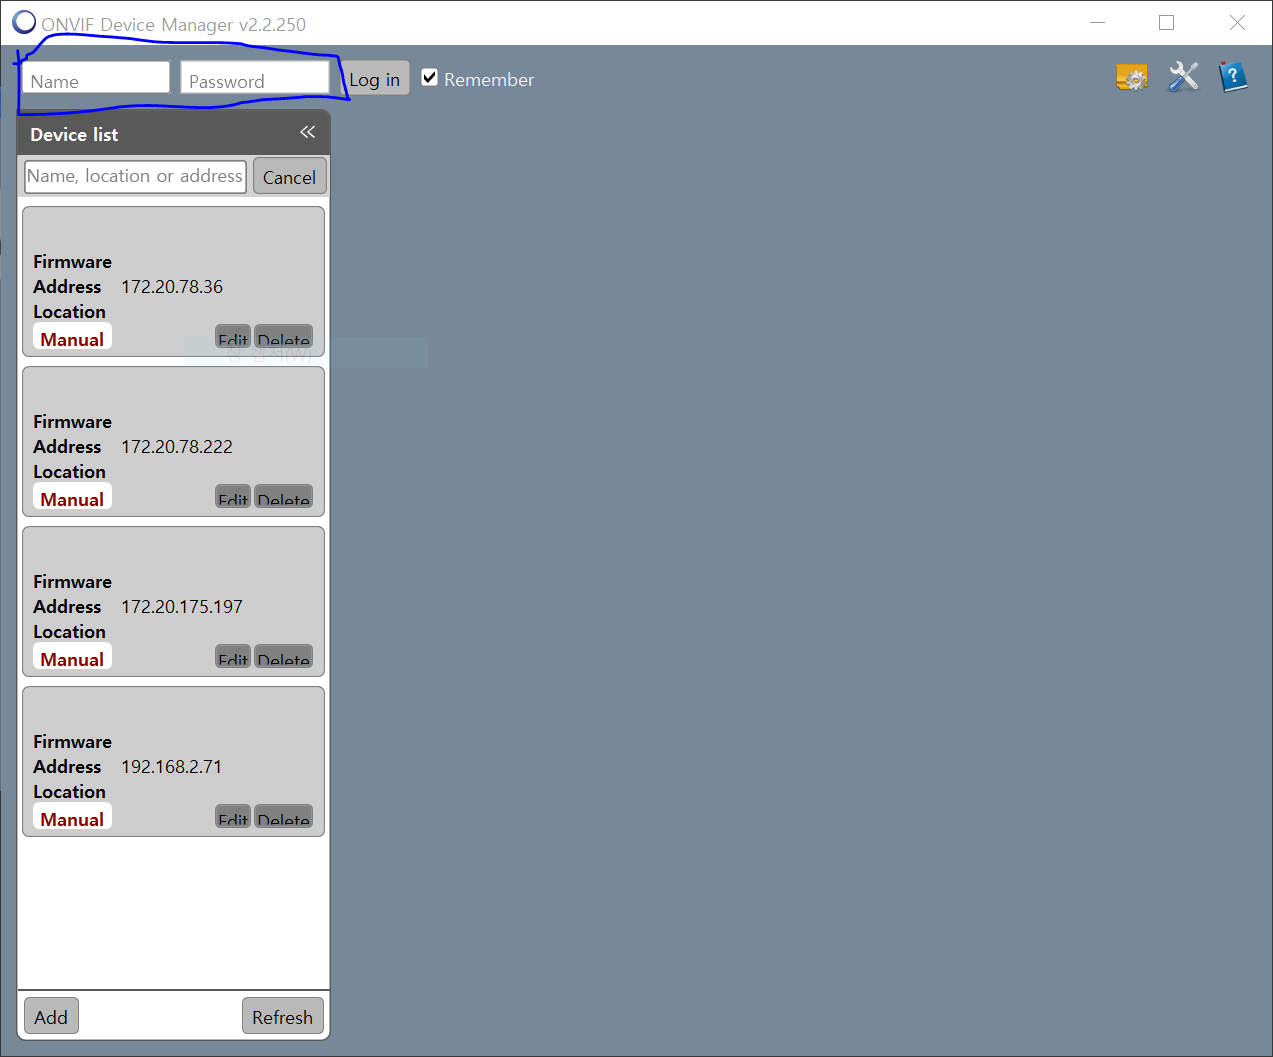 ONVIF Device Manager v2.2.250
Name Password Log in Remember
Device list
Name, location or address Cancel
Firmware
Address 172.20.78.36
Location
Manual Edit Delete
창 캡처(W)
Firmware
Address 172.20.78.222
Location
Manual Edit Delete
Firmware
Address 172.20.175.197
Location
Manual Edit Delete
Firmware
Address 192.168.2.71
Location
Manual Edit Delete
Add Refresh